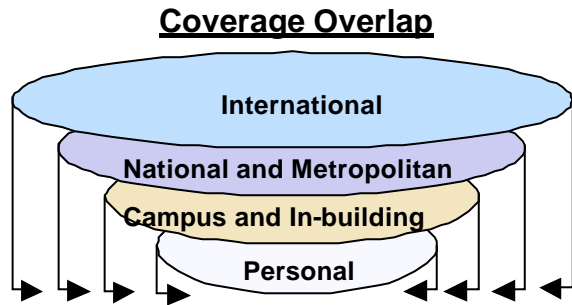 Coverage Overlap
International
National and Metropolitan
Campus and In-building
Personal